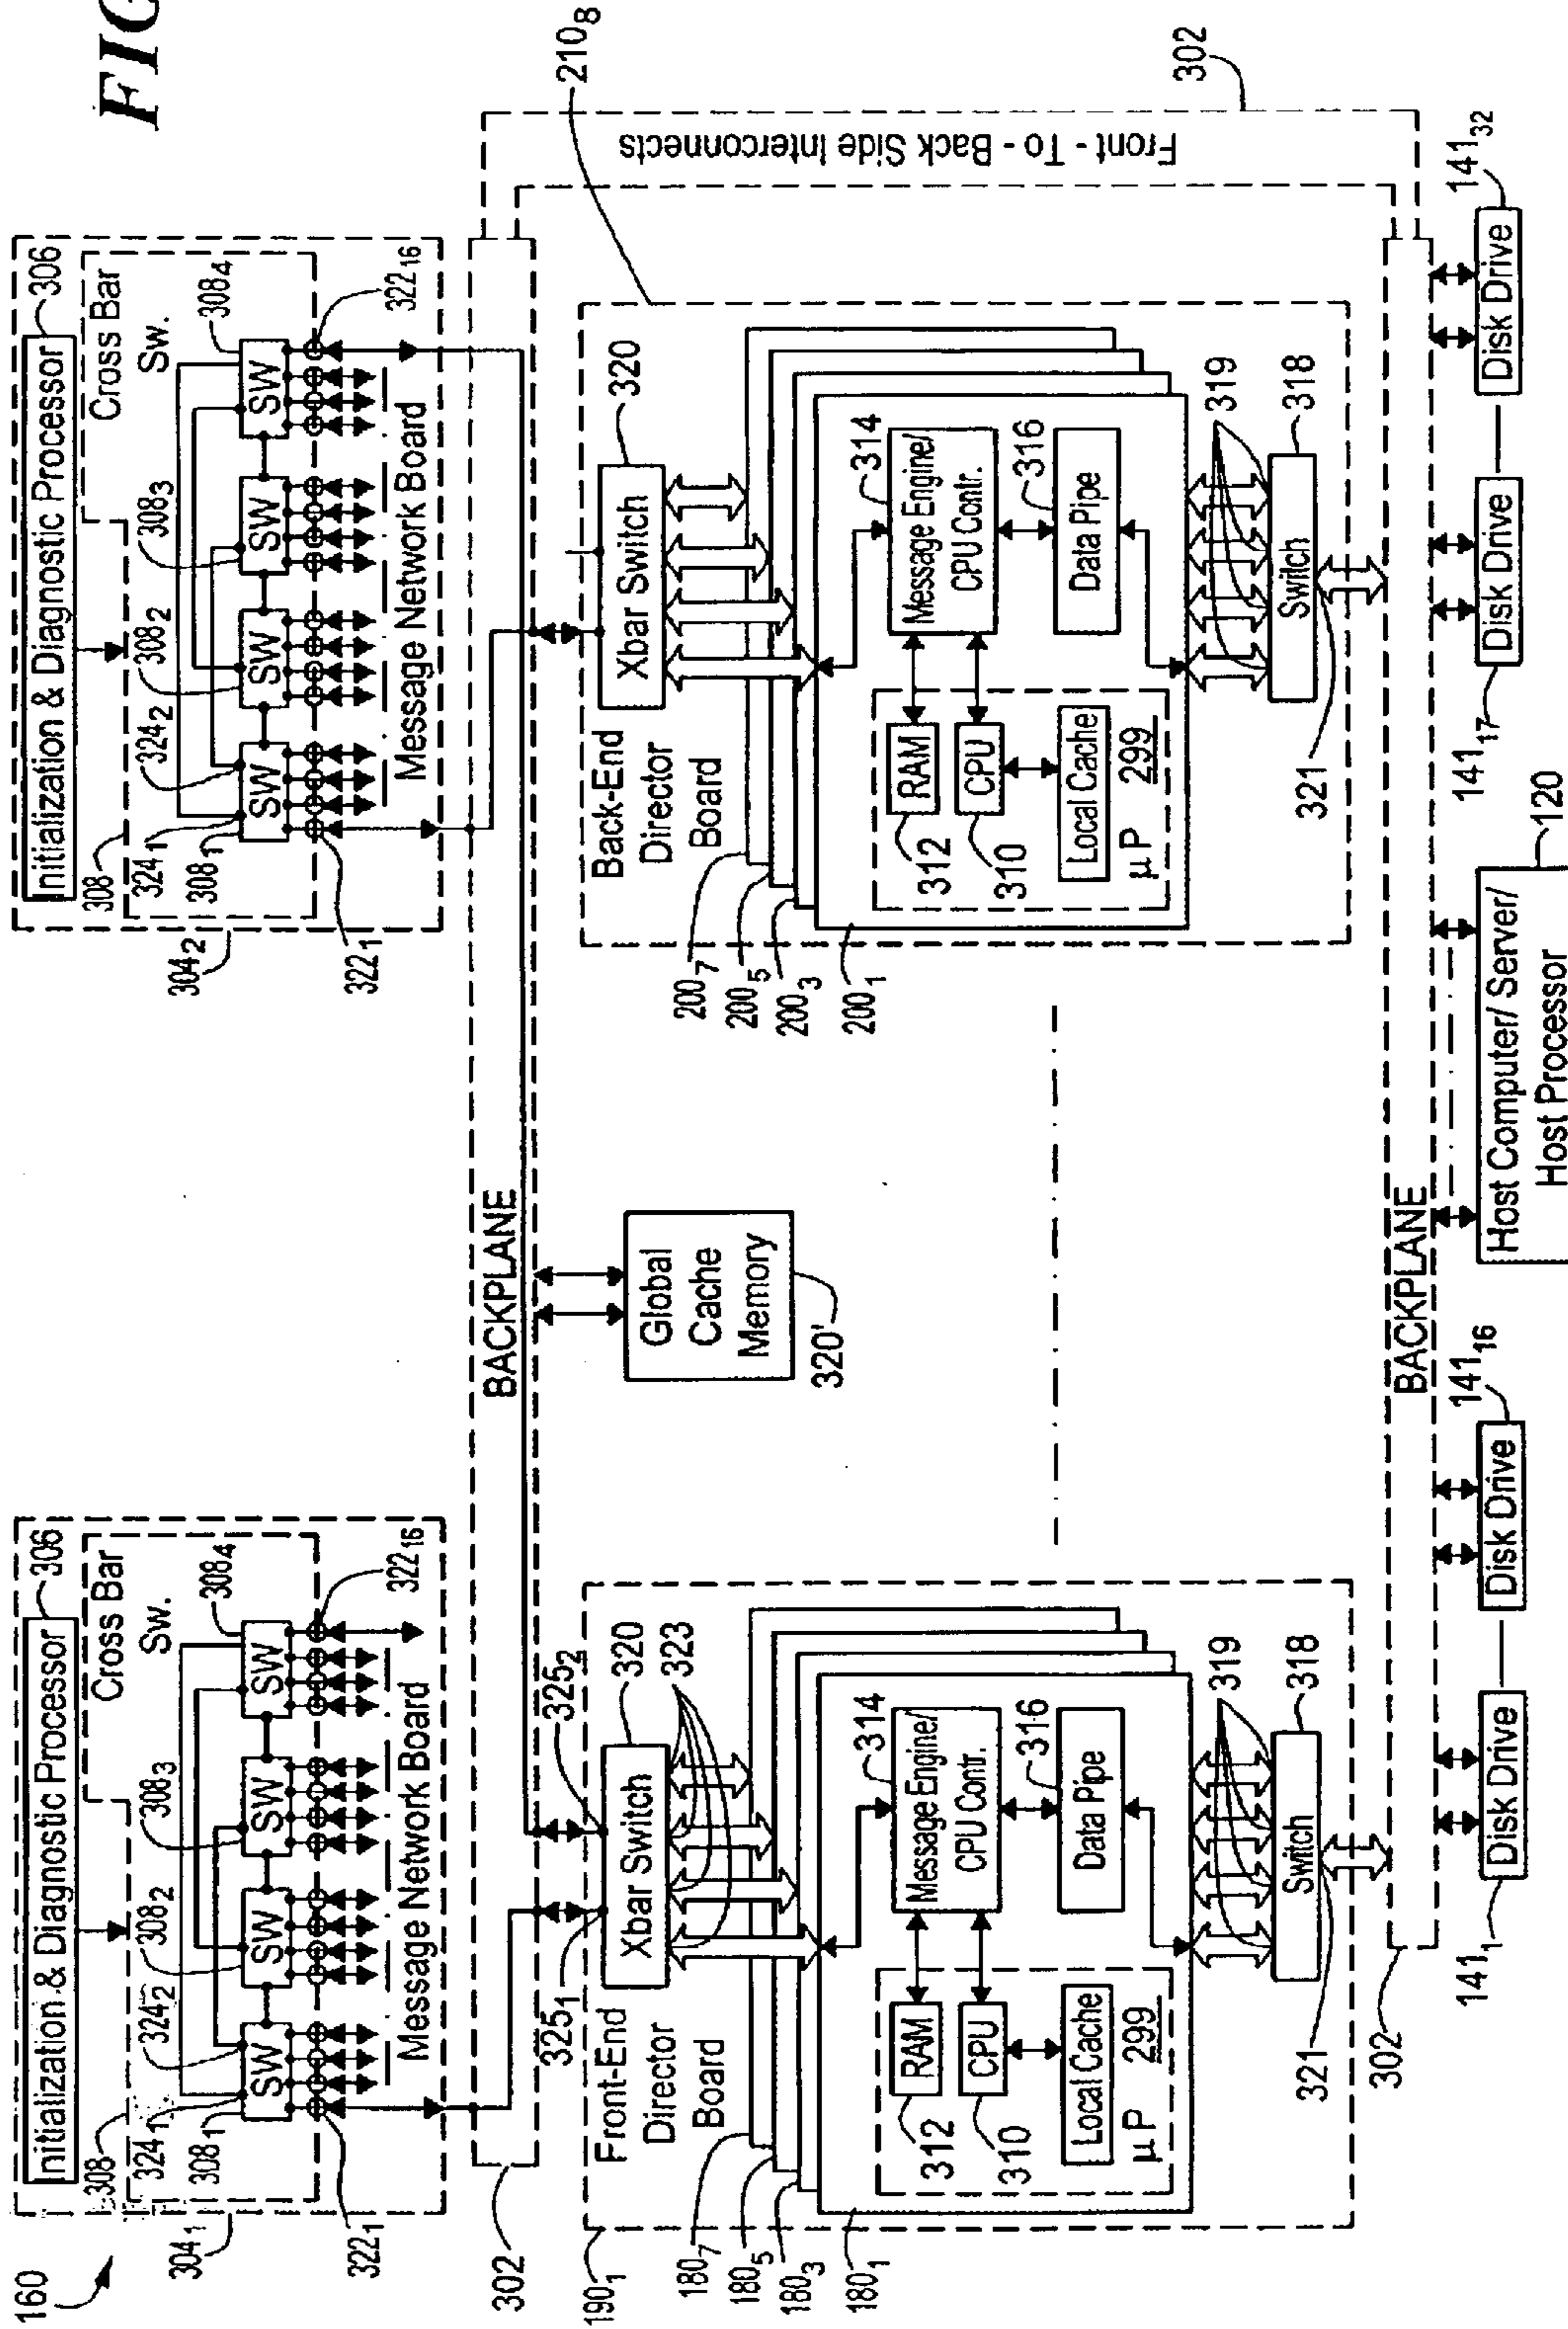 FIG
160
304₁
322₁
308
324₁
308₁
324₂
308₂
308₃
Initialization & Diagnostic Processor
306
Cross Bar
Sw.
308₄
SW
SW
SW
SW
322₁₆
Message Network Board
304₂
322₁
308
324₁
308₁
324₂
308₂
308₃
Initialization & Diagnostic Processor
306
Cross Bar
Sw.
308₄
SW
SW
SW
SW
322₁₆
Message Network Board
302
BACKPLANE
Front - To - Back Side Interconnects
302
210₈
190₁
Front-End
Director
Board
325₁
325₂
Xbar Switch
320
323
180₇
180₅
180₃
180₁
RAM
312
CPU
310
Local Cache
μ P 299
Message Engine/
CPU Contr.
314
Data Pipe
316
319
Switch
318
321
Global
Cache
Memory
320'
Back-End
Director
Board
Xbar Switch
320
200₇
200₅
200₃
200₁
RAM
312
CPU
310
Local Cache
μ P 299
Message Engine/
CPU Contr.
314
Data Pipe
316
319
Switch
318
321
302
BACKPLANE
141₁
Disk Drive
141₁₆
Disk Drive
Host Computer/ Server/
Host Processor
120
141₁₇
Disk Drive
141₃₂
Disk Drive